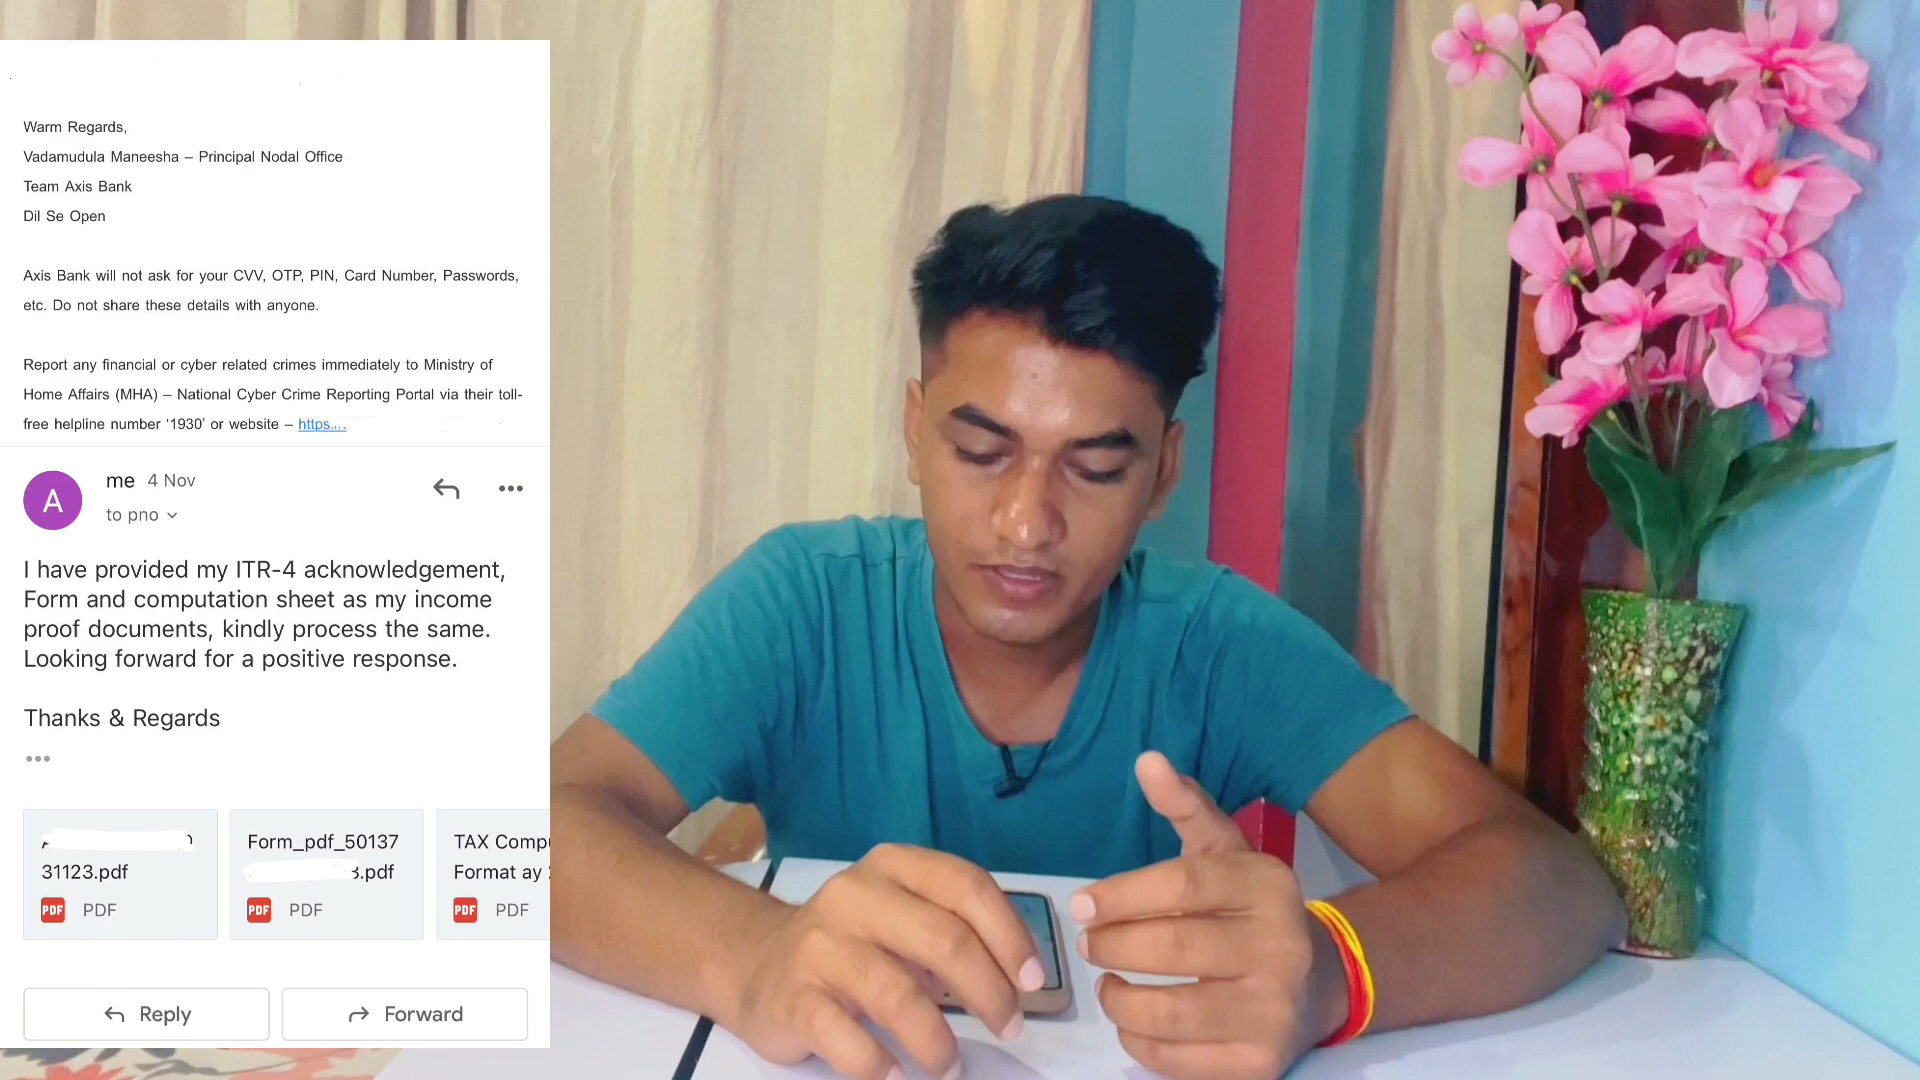 Warm Regards,
Vadamudula Maneesha – Principal Nodal Office
Team Axis Bank
Dil Se Open
Axis Bank will not ask for your CVV, OTP, PIN, Card Number, Passwords,
etc. Do not share these details with anyone.
Report any financial or cyber related crimes immediately to Ministry of
Home Affairs (MHA) – National Cyber Crime Reporting Portal via their toll-
free helpline number ‘1930’ or website – https:
A
me 4 Nov
to pno
I have provided my ITR-4 acknowledgement,
Form and computation sheet as my income
proof documents, kindly process the same.
Looking forward for a positive response.
Thanks & Regards
31123.pdf
PDF PDF
Form_pdf_50137
.pdf
PDF PDF
TAX Comp
Format ay
PDF PDF
Reply
Forward